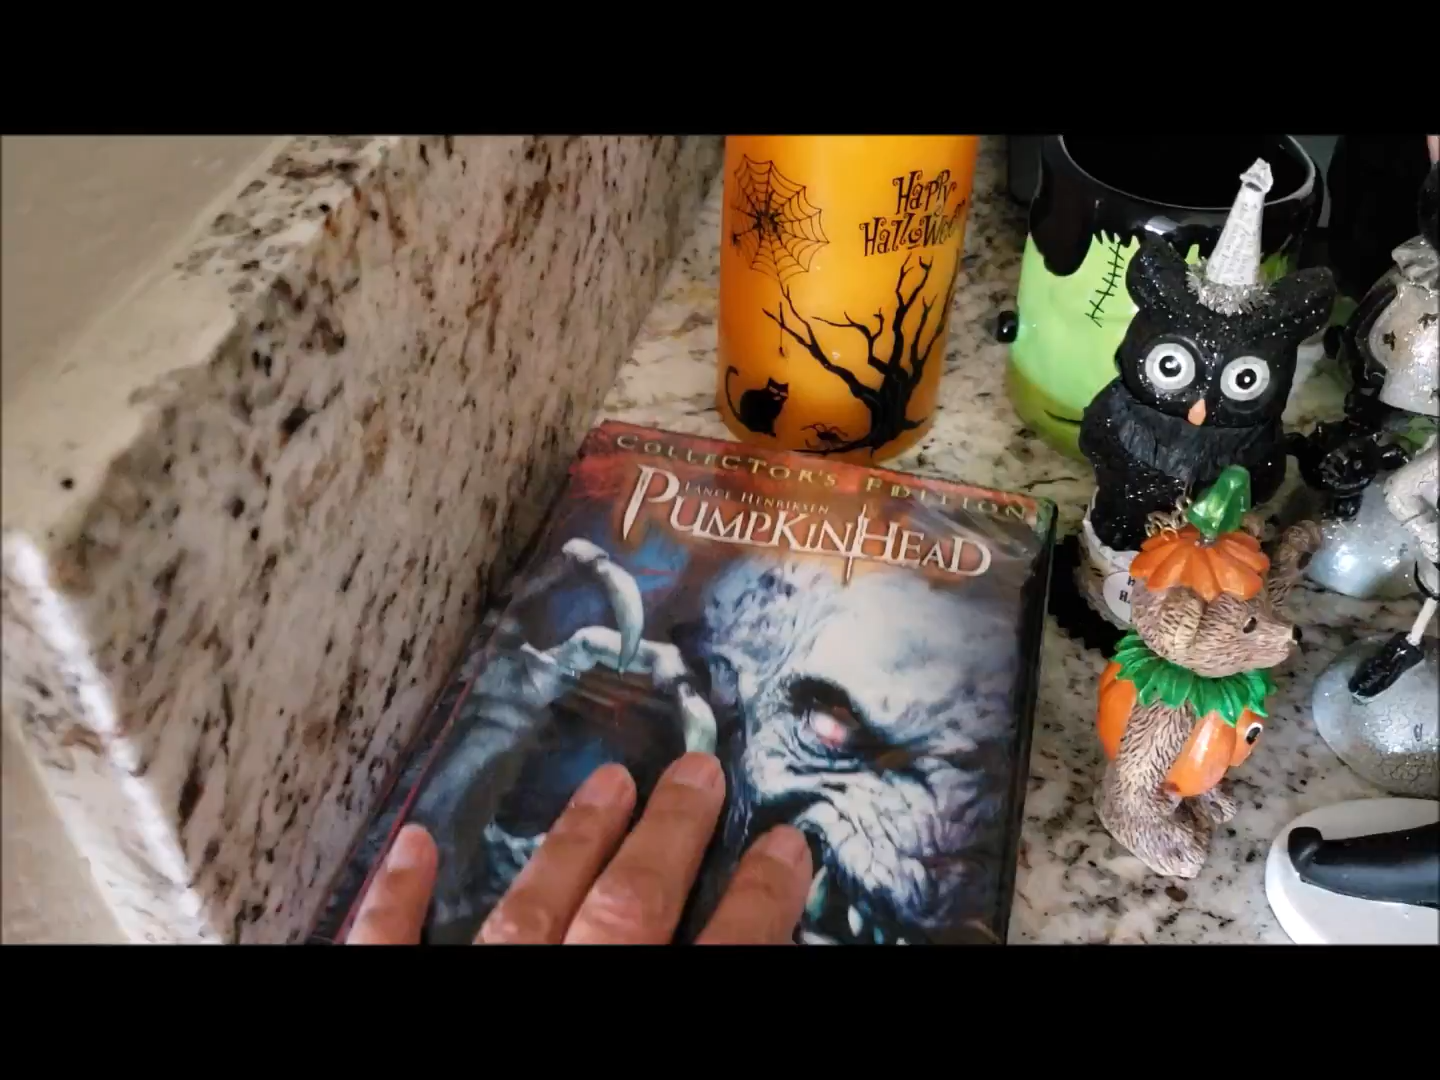 Happy
Halloween
COLLECTOR'S EDITION
LANCE HENRIKSEN
PUMPKINHEAD